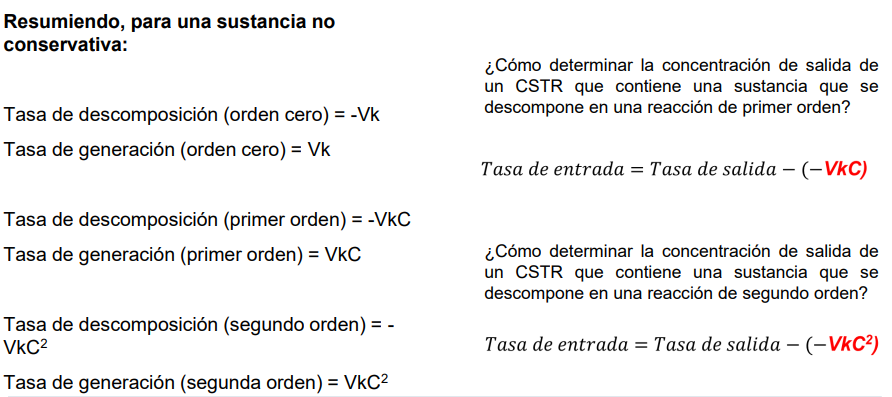 Resumiendo, para una sustancia no
conservativa:
Tasa de descomposición (orden cero) = -Vk
Tasa de generación (orden cero) = Vk
Tasa de descomposición (primer orden) = -VkC
Tasa de generación (primer orden) = VkC
Tasa de descomposición (segundo orden) = -
VkC²
Tasa de generación (segunda orden) = VkC²
¿Cómo determinar la concentración de salida de
un CSTR que contiene una sustancia que se
descompone en una reacción de primer orden?
Tasa de entrada = Tasa de salida − (−VkC)
¿Cómo determinar la concentración de salida de
un CSTR que contiene una sustancia que se
descompone en una reacción de segundo orden?
Tasa de entrada = Tasa de salida − (−VkC²)